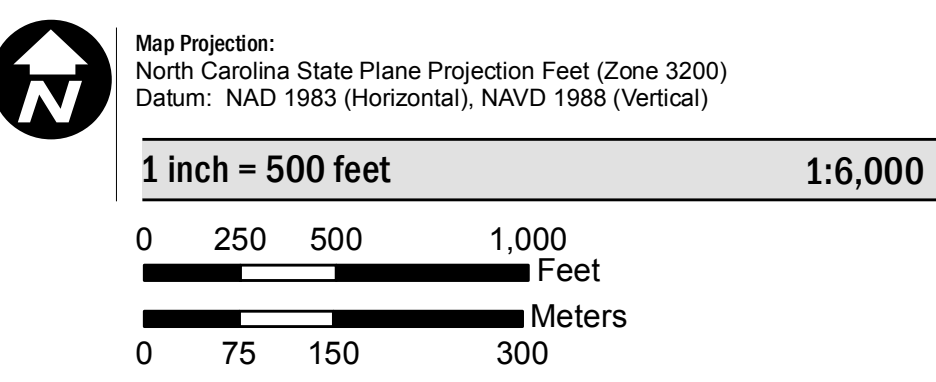 N
Map Projection:
North Carolina State Plane Projection Feet (Zone 3200)
Datum: NAD 1983 (Horizontal), NAVD 1988 (Vertical)
1 inch = 500 feet 1:6,000
0 250 500 1,000
Feet
Meters
0 75 150 300